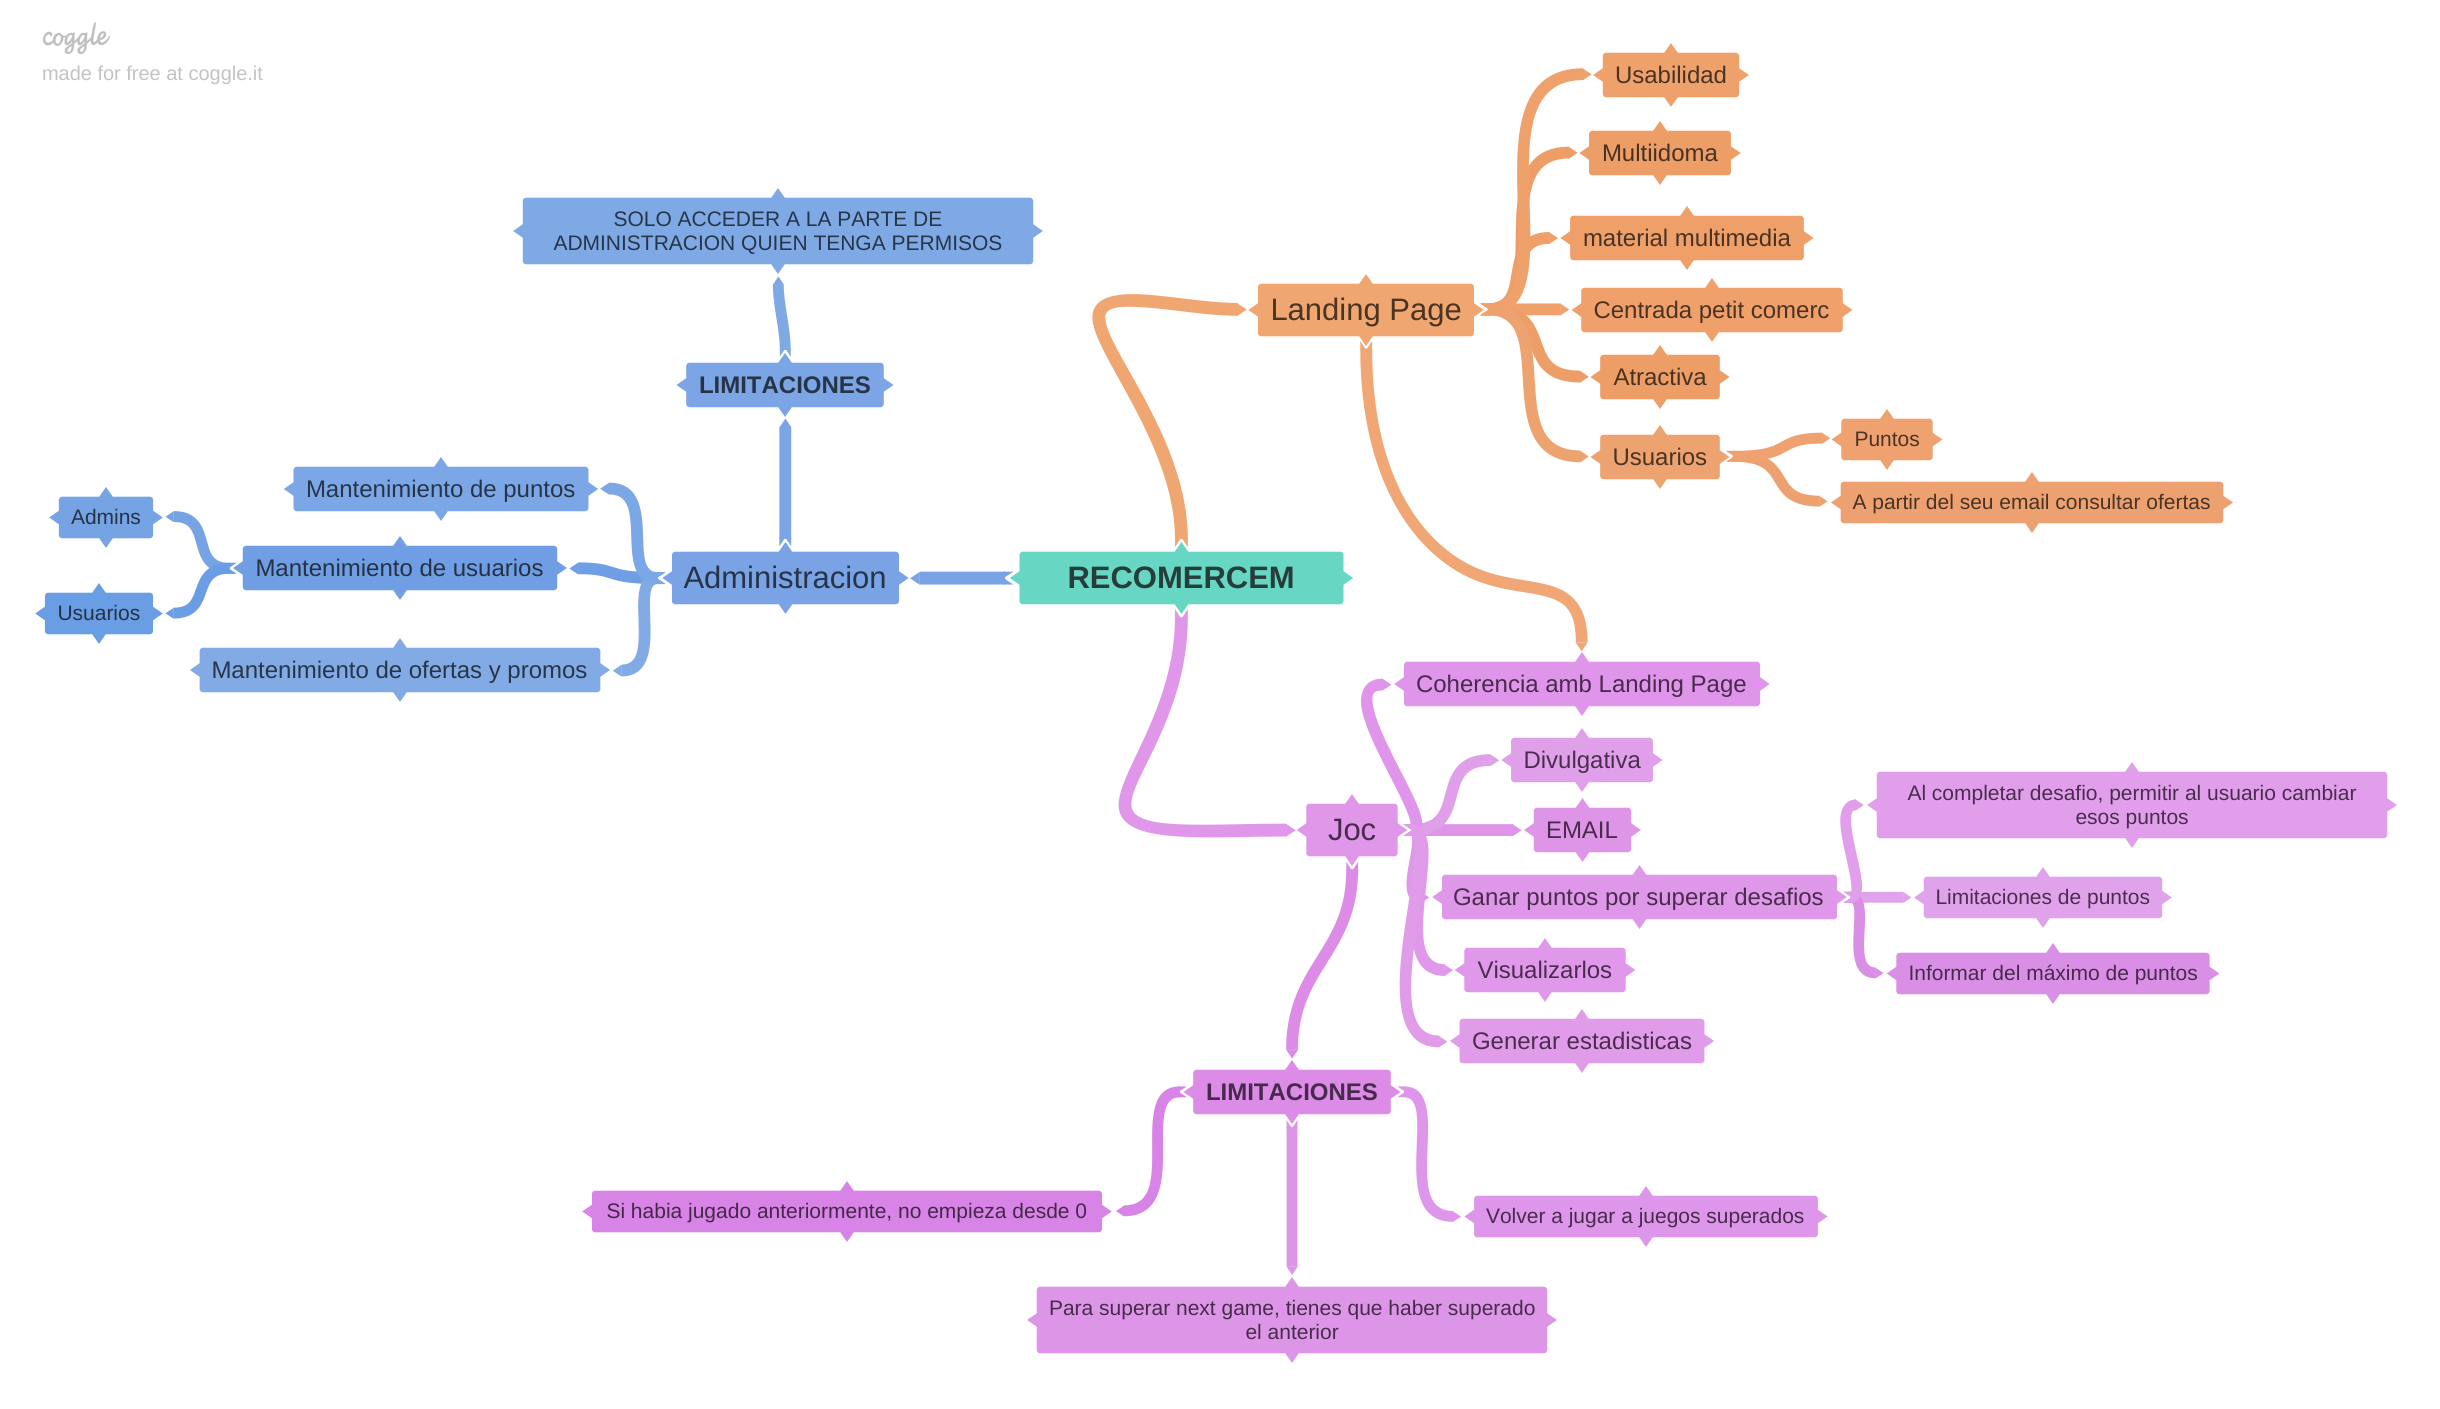 coggle
made for free at coggle.it
RECOMERCEM
Landing Page
Usabilidad
Multiidoma
material multimedia
Centrada petit comerc
Atractiva
Usuarios
Puntos
A partir del seu email consultar ofertas
Administracion
LIMITACIONES
SOLO ACCEDER A LA PARTE DE
ADMINISTRACION QUIEN TENGA PERMISOS
Mantenimiento de puntos
Mantenimiento de usuarios
Admins
Usuarios
Mantenimiento de ofertas y promos
Joc
Coherencia amb Landing Page
Divulgativa
EMAIL
Ganar puntos por superar desafios
Al completar desafio, permitir al usuario cambiar
esos puntos
Limitaciones de puntos
Informar del máximo de puntos
Visualizarlos
Generar estadisticas
LIMITACIONES
Si habia jugado anteriormente, no empieza desde 0
Para superar next game, tienes que haber superado
el anterior
Volver a jugar a juegos superados